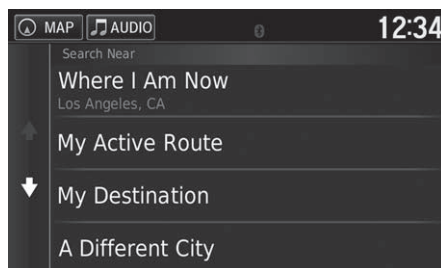 MAP AUDIO 12:34
Search Near
Where I Am Now
Los Angeles, CA
My Active Route
My Destination
A Different City